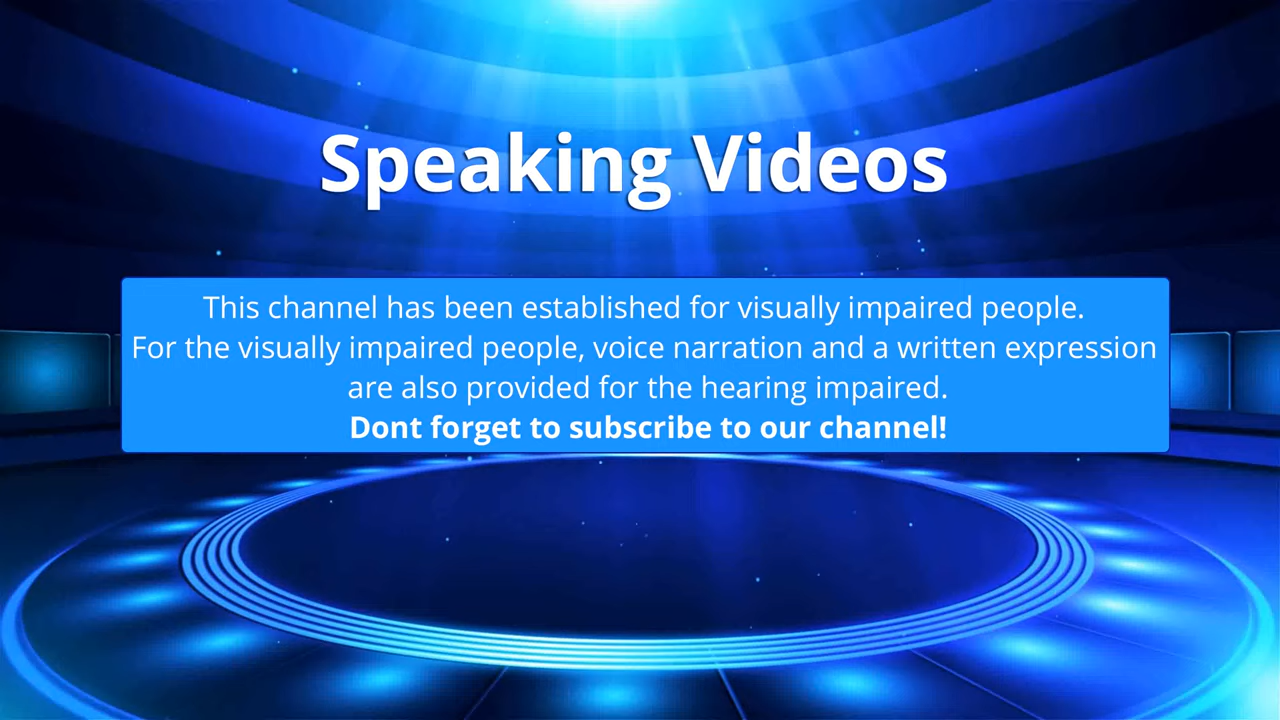 Speaking Videos
This channel has been established for visually impaired people.
For the visually impaired people, voice narration and a written expression
are also provided for the hearing impaired.
Dont forget to subscribe to our channel!